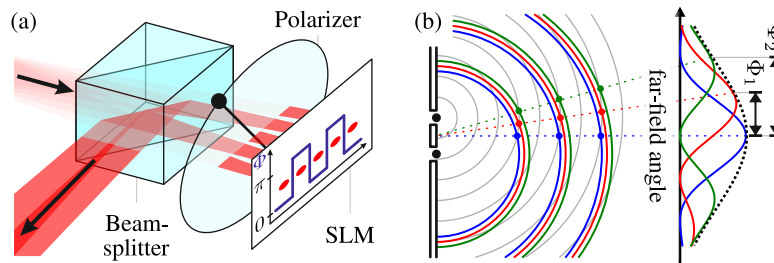 (a)
Polarizer
Φ
π
0
Beam-
splitter
SLM
(b)
far-field angle
Φ1
Φ2